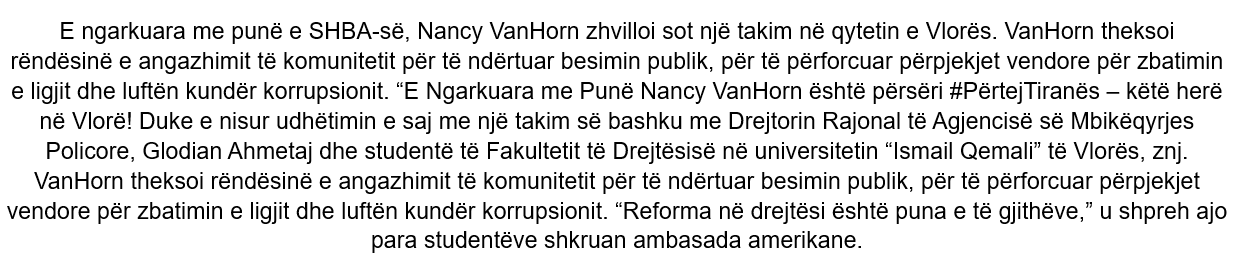 E ngarkuara me punë e SHBA-së, Nancy VanHorn zhvilloi sot një takim në qytetin e Vlorës. VanHorn theksoi
rëndësinë e angazhimit të komunitetit për të ndërtuar besimin publik, për të përforcuar përpjekjet vendore për zbatimin
e ligjit dhe luftën kundër korrupsionit. “E Ngarkuara me Punë Nancy VanHorn është përsëri #PërtejTiranës – këtë herë
në Vlorë! Duke e nisur udhëtimin e saj me një takim së bashku me Drejtorin Rajonal të Agjencisë së Mbikëqyrjes
Policore, Glodian Ahmetaj dhe studentë të Fakultetit të Drejtësisë në universitetin “Ismail Qemali” të Vlorës, znj.
VanHorn theksoi rëndësinë e angazhimit të komunitetit për të ndërtuar besimin publik, për të përforcuar përpjekjet
vendore për zbatimin e ligjit dhe luftën kundër korrupsionit. “Reforma në drejtësi është puna e të gjithëve,” u shpreh ajo
para studentëve shkruan ambasada amerikane.